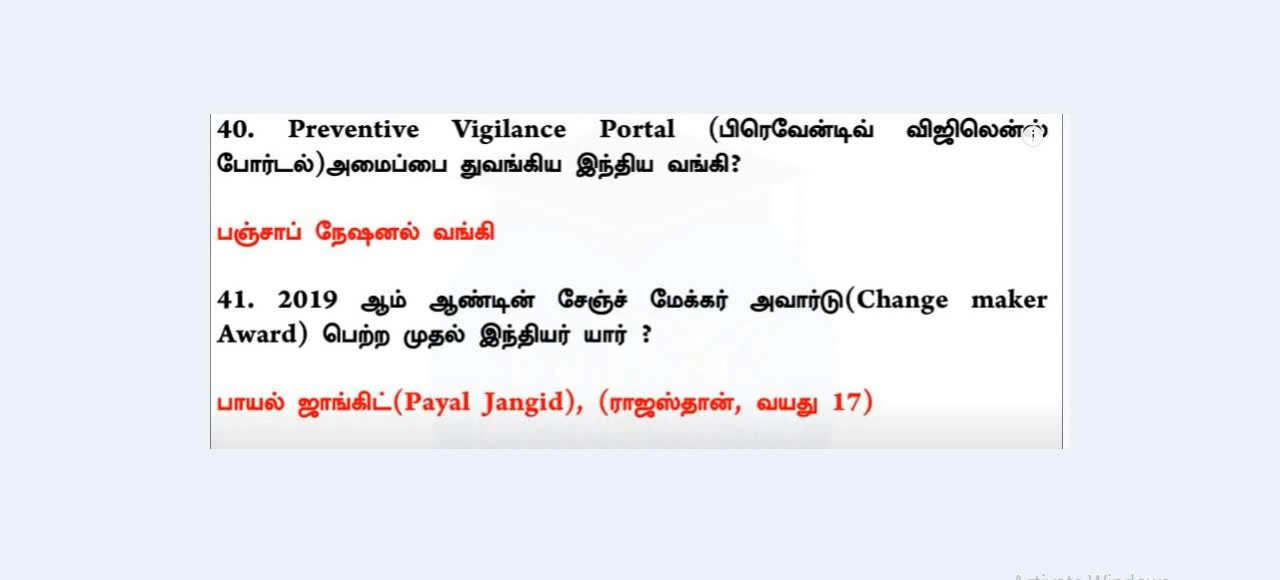 40. Preventive Vigilance Portal (பிரெவேன்டிவ் விஜிலென்ஸ்
போர்டல்)அமைப்பை துவங்கிய இந்திய வங்கி?
பஞ்சாப் நேஷனல் வங்கி
41. 2019 ஆம் ஆண்டின் சேஞ்ச் மேக்கர் அவார்டு(Change maker
Award) பெற்ற முதல் இந்தியர் யார் ?
பாயல் ஜாங்கிட்(Payal Jangid), (ராஜஸ்தான், வயது 17)